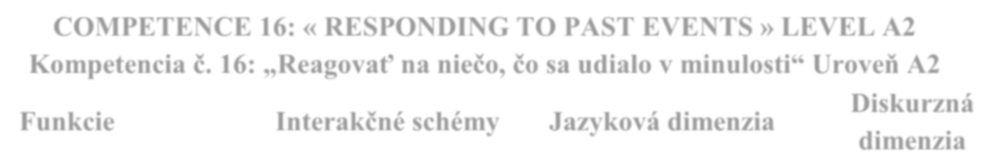 COMPETENCE 16: « RESPONDING TO PAST EVENTS » LEVEL A2
Kompetencia č. 16: „Reagovať na niečo, čo sa udialo v minulosti“ Uroveň A2
Funkcie Interakčné schémy Jazyková dimenzia Diskurzná
dimenzia